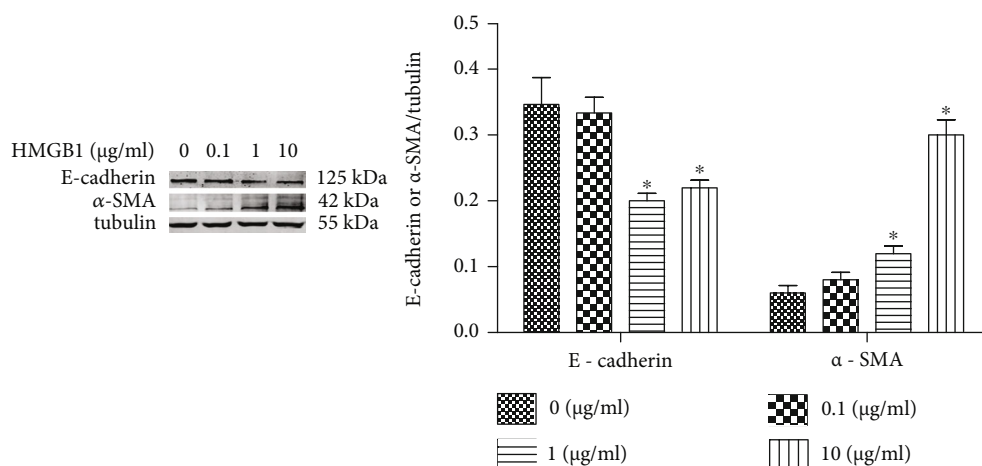 HMGB1 (μg/ml) 0 0.1 1 10
E-cadherin 125 kDa
α-SMA 42 kDa
tubulin 55 kDa
E-cadherin or α-SMA/tubulin
0.5
0.4
0.3
0.2
0.1
0.0
* * * *
E - cadherin α - SMA
0 (μg/ml) 0.1 (μg/ml)
1 (μg/ml) 10 (μg/ml)